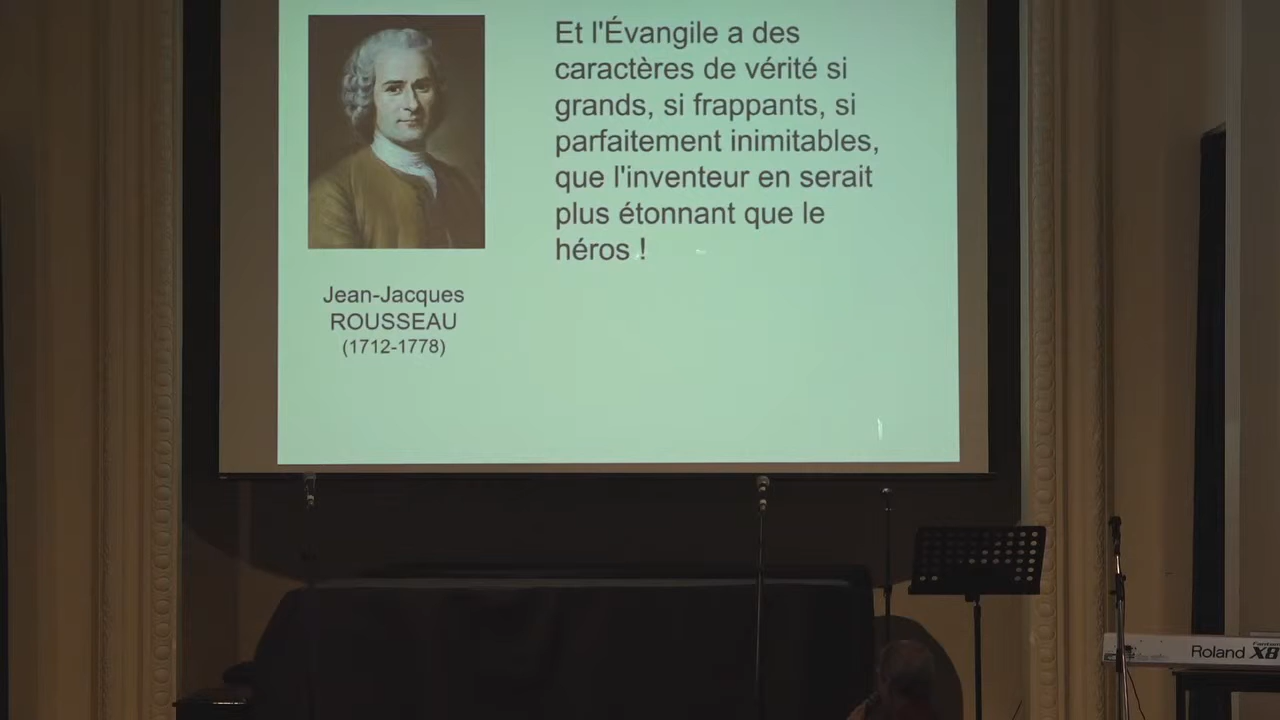 Et l'Évangile a des
caractères de vérité si
grands, si frappants, si
parfaitement inimitables,
que l'inventeur en serait
plus étonnant que le
héros !
Jean-Jacques
ROUSSEAU
(1712-1778)
Roland